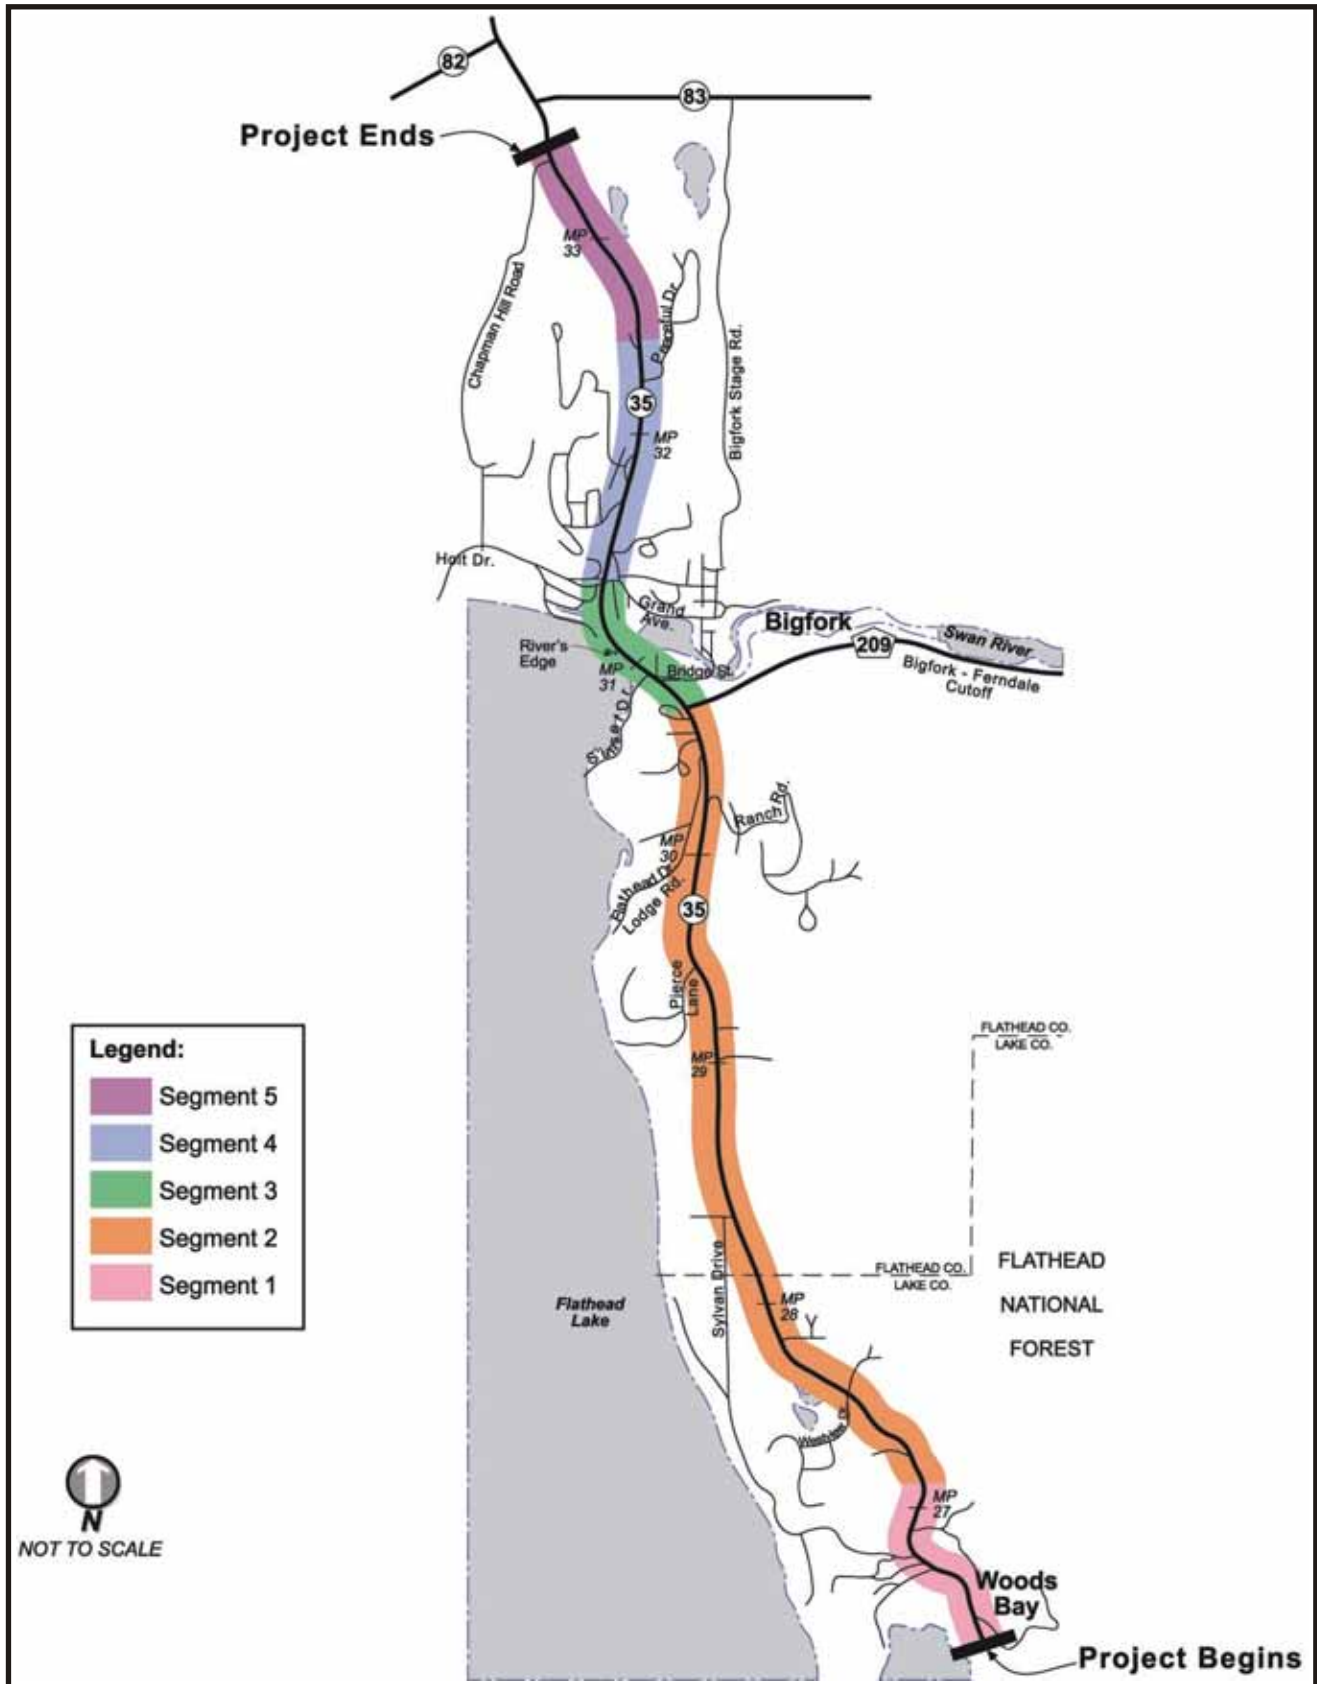 82
83
Project Ends
MP
33
Chapman Hill Road
Peaceful Dr.
Bigfork Stage Rd.
35
MP
32
Holt Dr.
Grand
Ave.
Bigfork
Swan River
209
Bigfork - Ferndale
Cutoff
River's
Edge
MP
31
Bridge St.
Sunset Dr.
Ranch Rd.
MP
30
Flathead Dr.
Lodge Rd.
35
Pierce
Lane
MP
29
FLATHEAD CO.
LAKE CO.
Legend:
Segment 5
Segment 4
Segment 3
Segment 2
Segment 1
Sylvan Drive
FLATHEAD CO.
LAKE CO.
FLATHEAD
NATIONAL
FOREST
Flathead
Lake
MP
28
MP
27
N
NOT TO SCALE
Woods
Bay
Project Begins